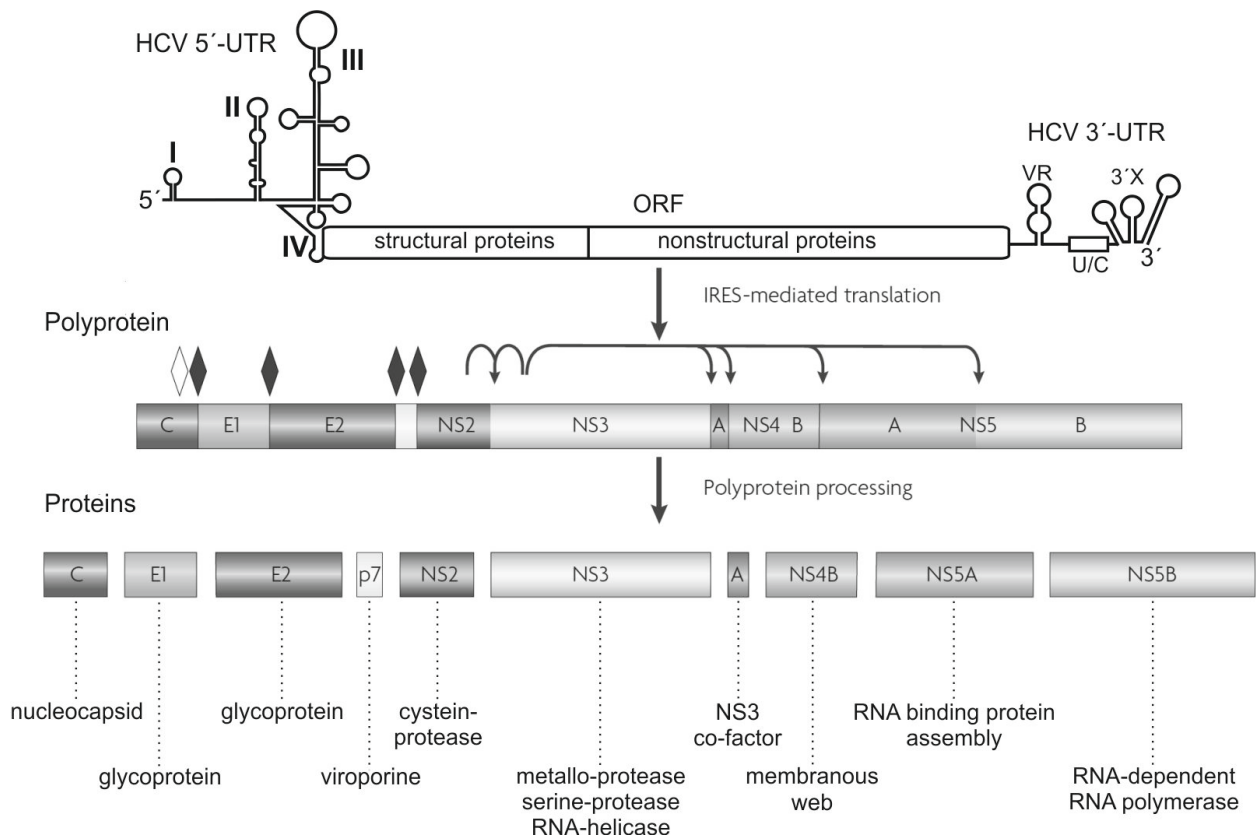 HCV 5´-UTR
III
II
I
5´
IV
HCV 3´-UTR
VR
3´X
ORF
structural proteins
nonstructural proteins
U/C
3´
IRES-mediated translation
Polyprotein
C
E1
E2
NS2
NS3
A
NS4 B
A
NS5
B
Polyprotein processing
Proteins
C
E1
E2
p7
NS2
NS3
A
NS4B
NS5A
NS5B
nucleocapsid
glycoprotein
glycoprotein
viroporine
cystein-
protease
metallo-protease
serine-protease
RNA-helicase
NS3
co-factor
membranous
web
RNA binding protein
assembly
RNA-dependent
RNA polymerase